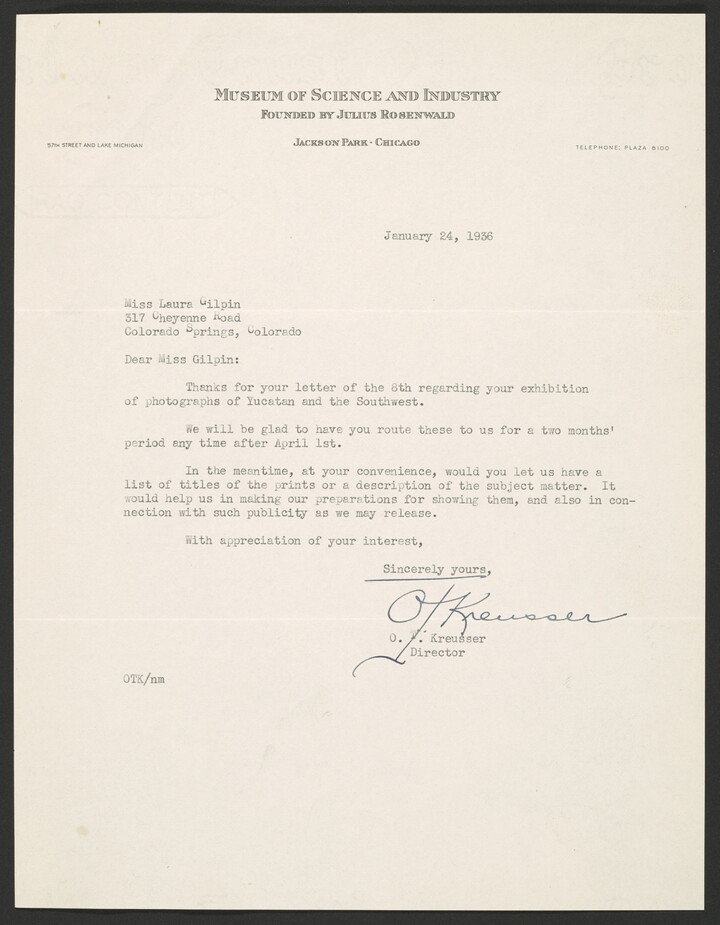 MUSEUM OF SCIENCE AND INDUSTRY
FOUNDED BY JULIUS ROSENWALD
57TH STREET AND LAKE MICHIGAN
JACKSON PARK - CHICAGO
TELEPHONE: PLAZA 6100
January 24, 1936
Miss Laura Gilpin
317 Cheyenne Road
Colorado Springs, Colorado
Dear Miss Gilpin:
Thanks for your letter of the 8th regarding your exhibition
of photographs of Yucatan and the Southwest.
We will be glad to have you route these to us for a two months'
period any time after April 1st.
In the meantime, at your convenience, would you let us have a
list of titles of the prints or a description of the subject matter. It
would help us in making our preparations for showing them, and also in con-
nection with such publicity as we may release.
With appreciation of your interest,
Sincerely yours,
OTKreusser
O. T. Kreusser
Director
OTK/nm